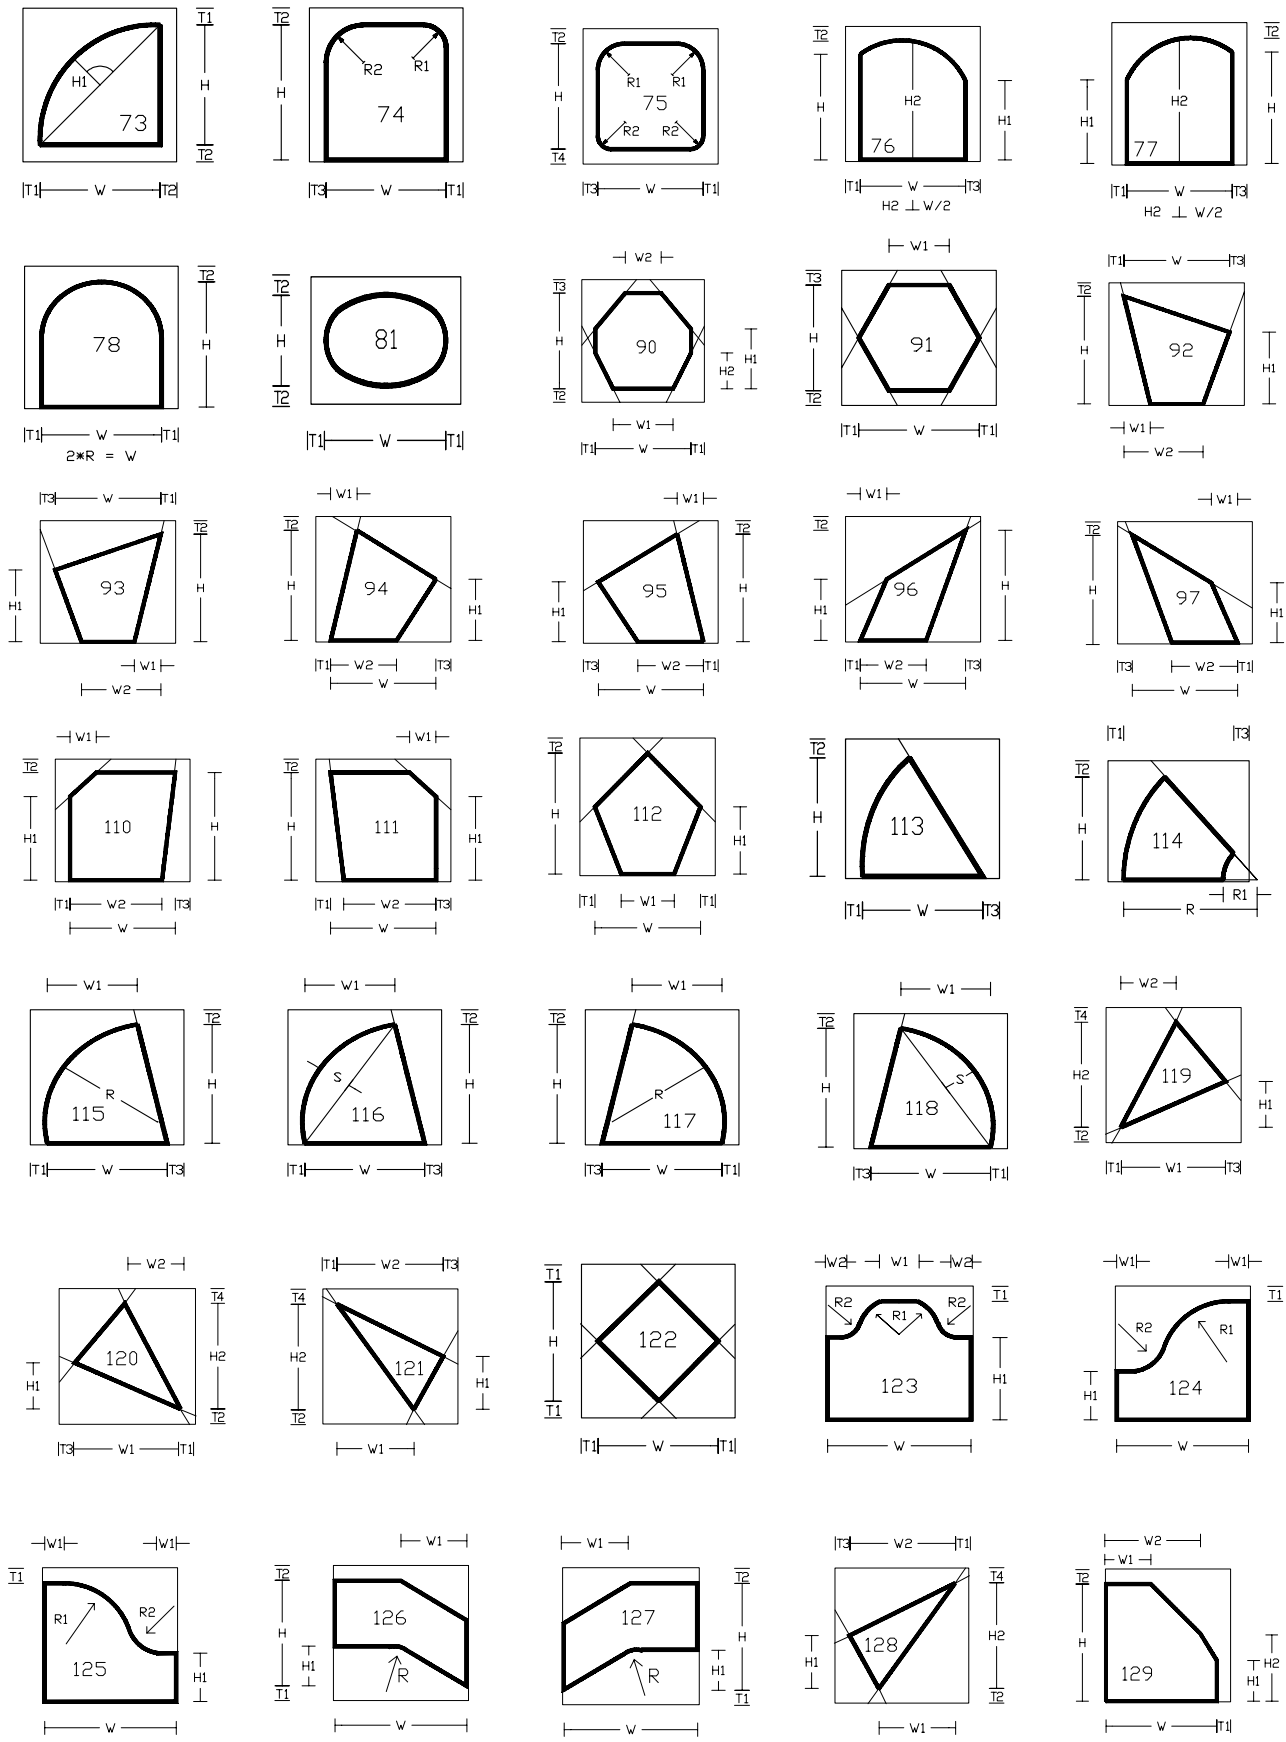 T1 H1 H 73 T2 T1 W T2
T2 R2 R1 H 74 T3 W T1
T2 R1 R1 H 75 R2 R2 T4 T3 W T1
T2 H H2 H1 76 T1 W T3
H2 ⊥ W/2
T2 H1 H2 H 77 T1 W T3
H2 ⊥ W/2
T2 78 H T1 W T1
2*R = W
T2 H 81 T2 T1 W T1
W2 T3 H 90 H1 H2 T2 W1 T1 W T1
W1 T3 H 91 T2 T1 W T1
T1 W T3 T2 H 92 H1 W1 W2
T3 W T1 T2 H1 93 H W1 W2
W1 T2 H 94 H1 T1 W2 T3 W
W1 T2 H1 95 H T3 W2 T1 W
W1 T2 H1 96 H T1 W2 T3 W
W1 T2 H 97 H1 T3 W2 T1 W
W1 T2 H1 110 H T1 W2 T3 W
W1 T2 H 111 H1 T1 W2 T3 W
T2 H 112 H1 T1 W1 T1 W
T2 H 113 T1 W T3
T1 T3 T2 H 114 R1 R
W1 T2 R H 115 T1 W T3
W1 T2 S H 116 T1 W T3
W1 T2 R H 117 T3 W T1
W1 T2 H S 118 T3 W T1
W2 T4 H2 119 H1 T2 T1 W1 T3
W2 T4 H1 120 H2 T2 T3 W1 T1
T1 W2 T3 T4 H2 121 H1 T2 W1
T1 H 122 T1 T1 W T1
W2 W1 W2 R2 R1 R2 T1 123 H1 W
W1 W1 T1 R2 R1 H1 124 W
W1 W1 T1 R1 R2 125 H1 W
W1 T2 H 126 H1 R T1 W
W1 T2 127 H H1 R T1 W
T3 W2 T1 T4 H1 128 H2 T2 W1
W2 W1 T2 H 129 H1 H2 W T1